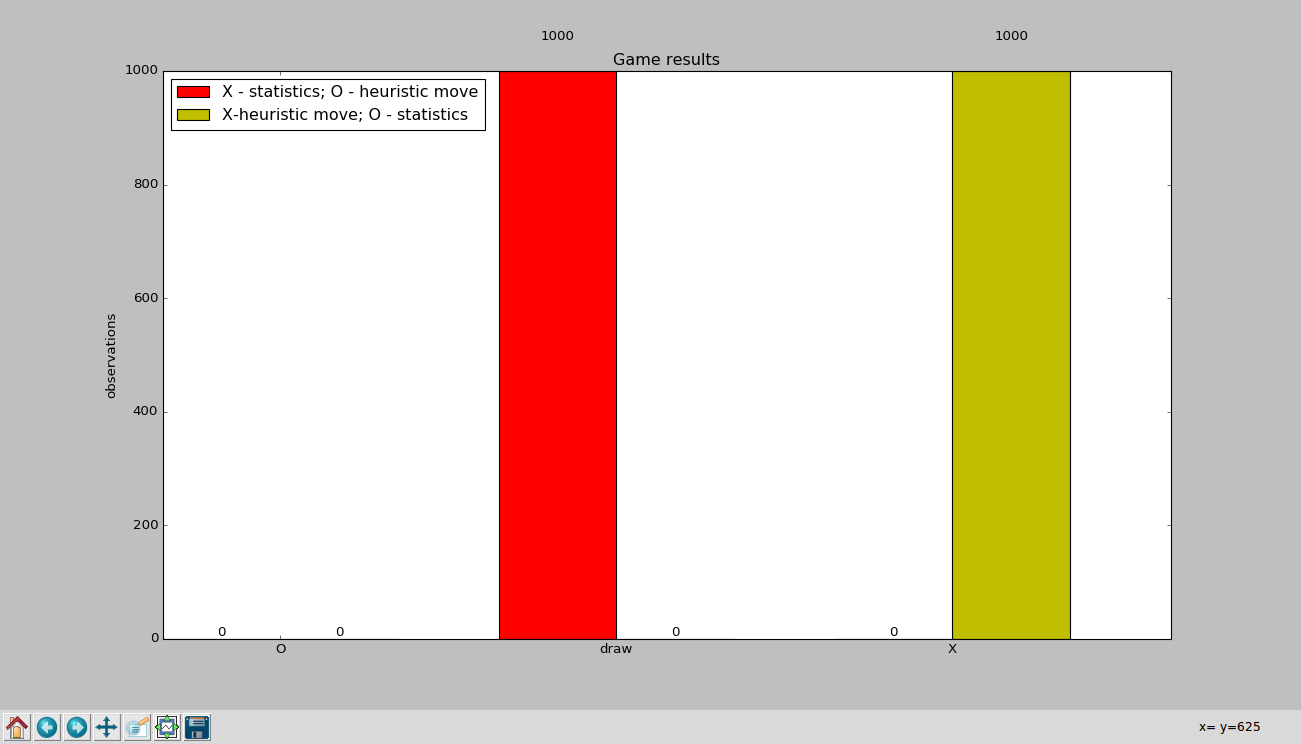 1000 1000
Game results
1000
X - statistics; O - heuristic move
X-heuristic move; O - statistics
800
600
observations
400
200
0 0 0 0
0
O draw X
x= y=625